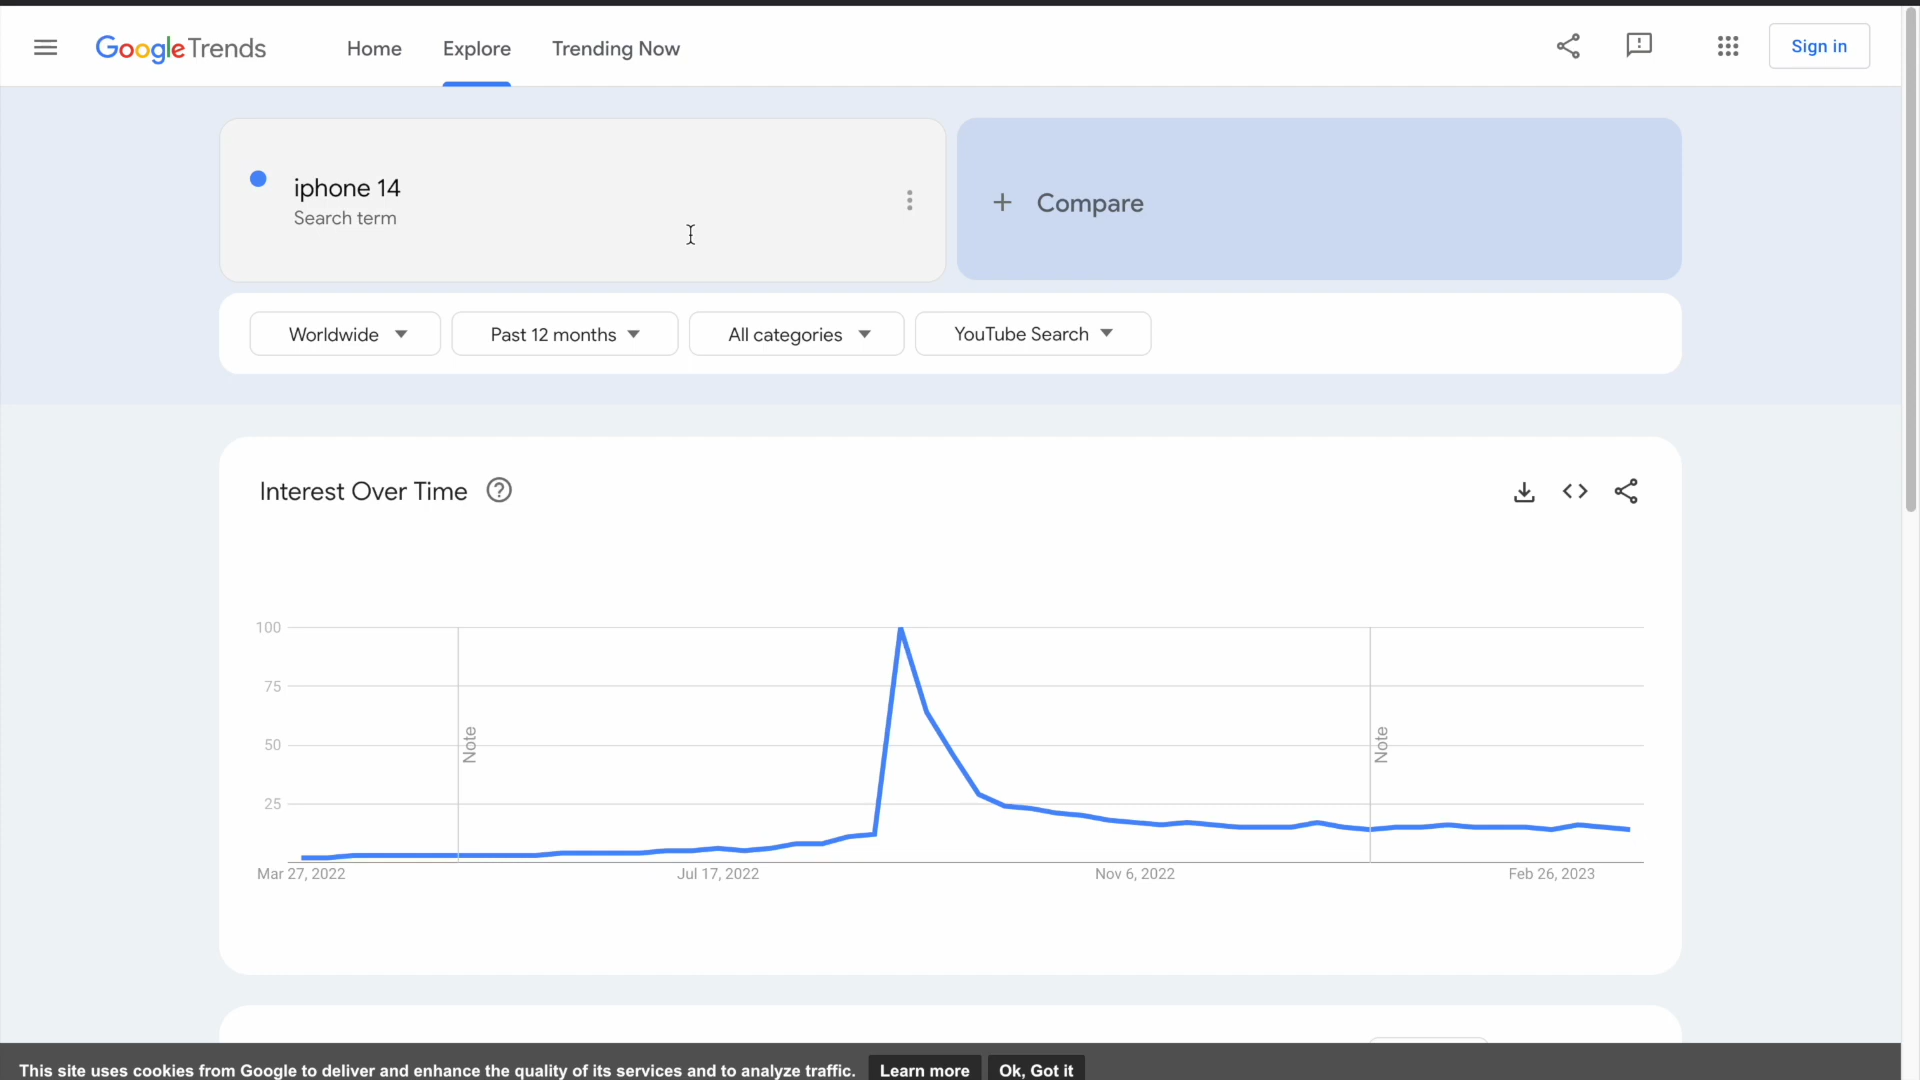 Google Trends Home Explore Trending Now Sign in
iphone 14
Search term
+ Compare
Worldwide Past 12 months All categories YouTube Search
Interest Over Time
100
75
50
25
Note
Note
Mar 27, 2022 Jul 17, 2022 Nov 6, 2022 Feb 26, 2023
This site uses cookies from Google to deliver and enhance the quality of its services and to analyze traffic. Learn more Ok, Got it